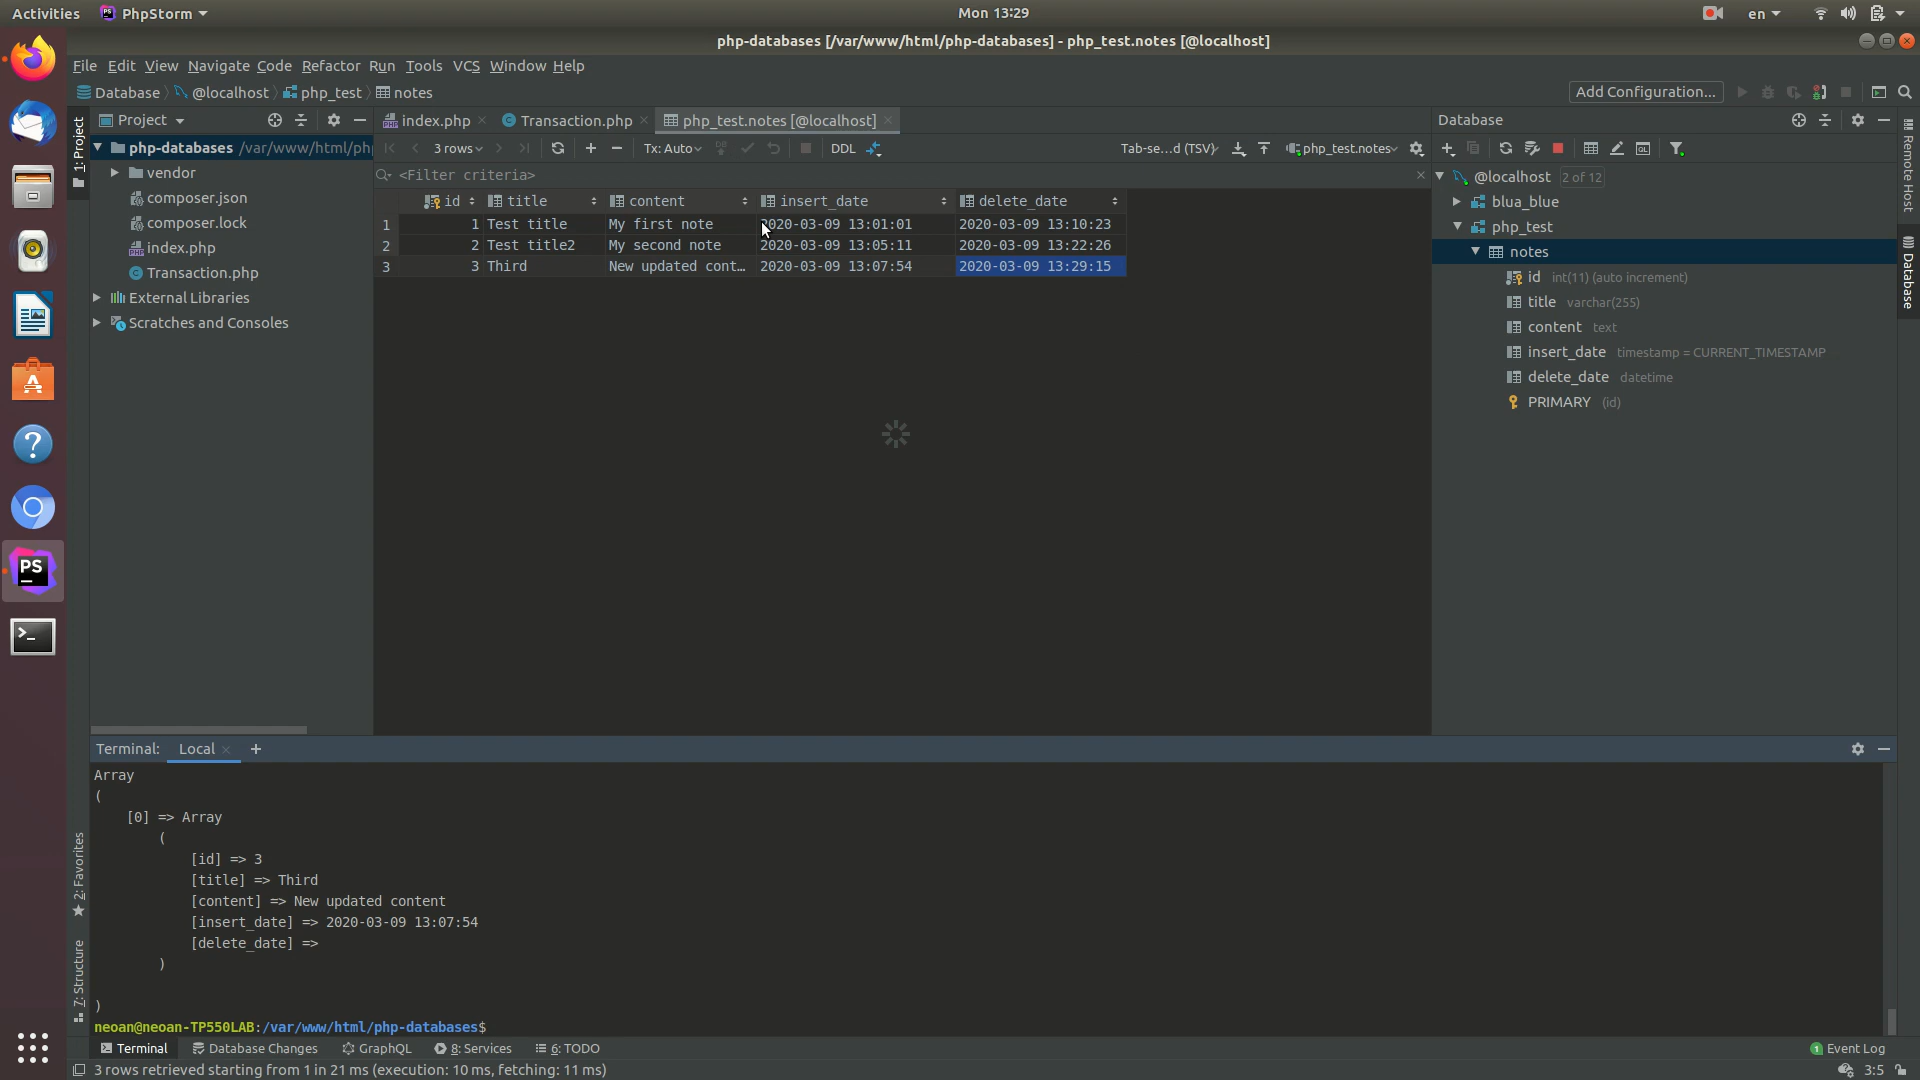 Activities PhpStorm Mon 13:29 en
php-databases [/var/www/html/php-databases] - php_test.notes [@localhost]
File Edit View Navigate Code Refactor Run Tools VCS Window Help
Database @localhost php_test notes Add Configuration...
1: Project
Project index.php Transaction.php php_test.notes [@localhost] Database
php-databases /var/www/html/ph 3 rows Tx: Auto DDL Tab-se...d (TSV) php_test.notes
vendor <Filter criteria> @localhost 2 of 12
composer.json id title content insert_date delete_date blua_blue
composer.lock 1 1 Test title My first note 2020-03-09 13:01:01 2020-03-09 13:10:23 php_test
index.php 2 2 Test title2 My second note 2020-03-09 13:05:11 2020-03-09 13:22:26 notes
Transaction.php 3 3 Third New updated cont... 2020-03-09 13:07:54 2020-03-09 13:29:15 id int(11) (auto increment)
External Libraries title varchar(255)
Scratches and Consoles content text
insert_date timestamp = CURRENT_TIMESTAMP
delete_date datetime
PRIMARY (id)
Remote Host
Database
PS
Terminal: Local
Array
(
[0] => Array
(
[id] => 3
[title] => Third
[content] => New updated content
[insert_date] => 2020-03-09 13:07:54
[delete_date] =>
)
)
neoan@neoan-TP550LAB:/var/www/html/php-databases$
2: Favorites
7: Structure
Terminal Database Changes GraphQL 8: Services 6: TODO 1 Event Log
3 rows retrieved starting from 1 in 21 ms (execution: 10 ms, fetching: 11 ms) 3:5